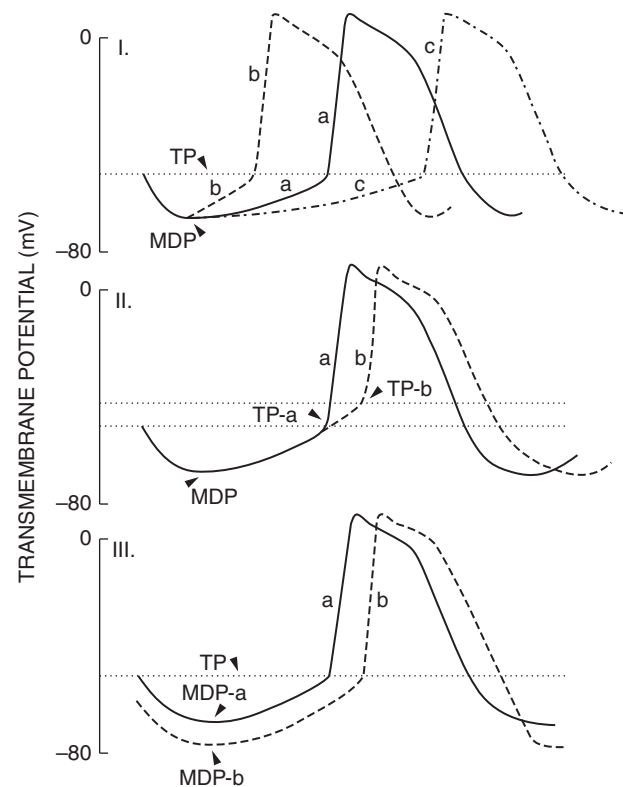 TRANSMEMBRANE POTENTIAL (mV)
0
I.
b
c
b
a
TP
b
a
c
MDP
–80
0
II.
a
b
TP-b
TP-a
MDP
–80
0
III.
a
b
TP
MDP-a
–80
MDP-b